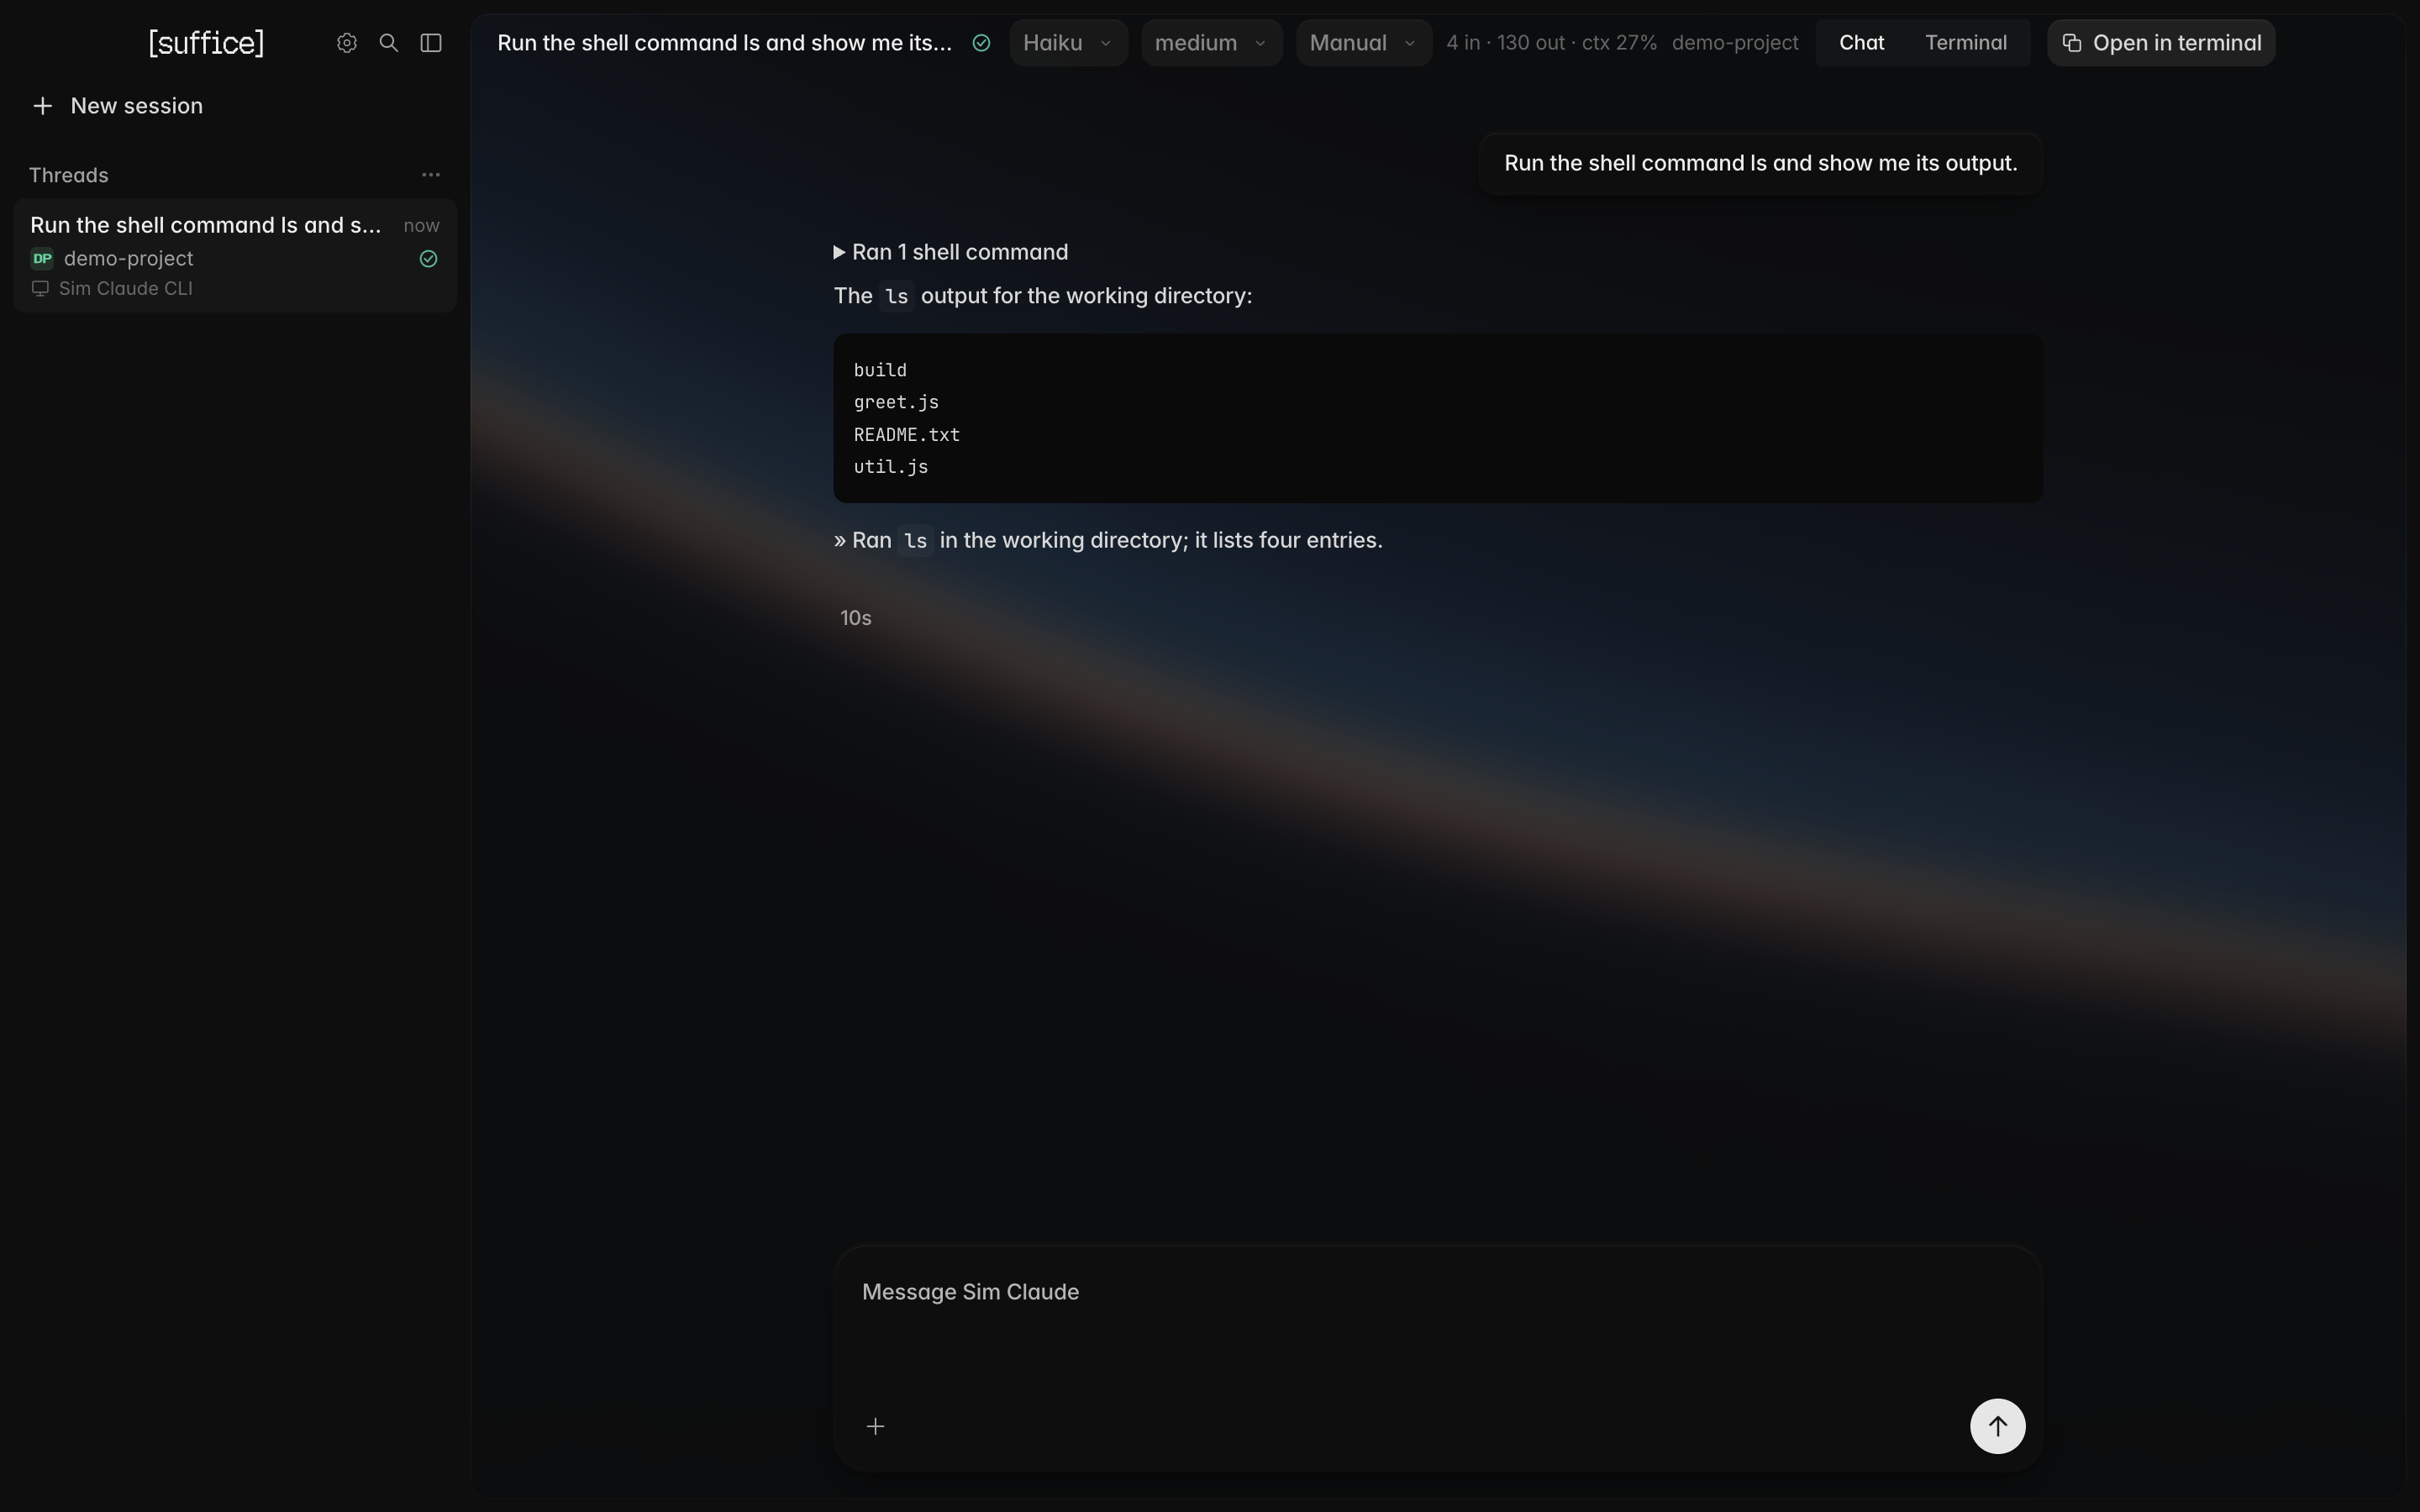 [suffice]
New session
Threads
Run the shell command ls and s... now
DP demo-project
Sim Claude CLI
Run the shell command ls and show me its... Haiku medium Manual 4 in · 130 out · ctx 27% demo-project Chat Terminal Open in terminal
Run the shell command ls and show me its output.
Ran 1 shell command
The ls output for the working directory:
build
greet.js
README.txt
util.js
» Ran ls in the working directory; it lists four entries.
10s
Message Sim Claude